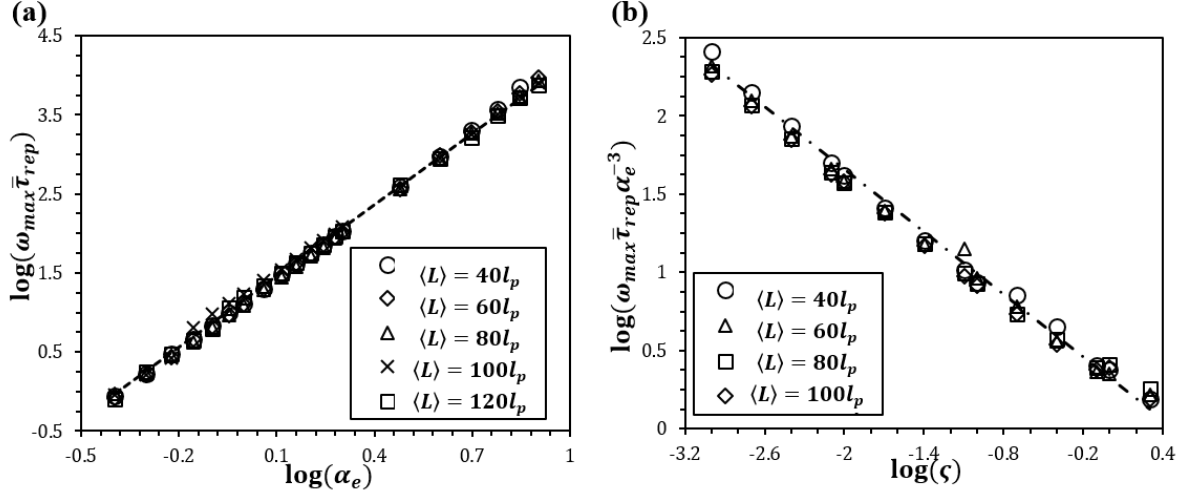 (a)
log(ω_max τ̄_rep)
4.5
3.5
2.5
1.5
0.5
-0.5
-0.5
-0.2
0.1
0.4
0.7
1
log(α_e)
⟨L⟩ = 40l_p
⟨L⟩ = 60l_p
⟨L⟩ = 80l_p
⟨L⟩ = 100l_p
⟨L⟩ = 120l_p
(b)
log(ω_max τ̄_rep α_e^-3)
2.5
2
1.5
1
0.5
0
-3.2
-2.6
-2
-1.4
-0.8
-0.2
0.4
log(ς)
⟨L⟩ = 40l_p
⟨L⟩ = 60l_p
⟨L⟩ = 80l_p
⟨L⟩ = 100l_p